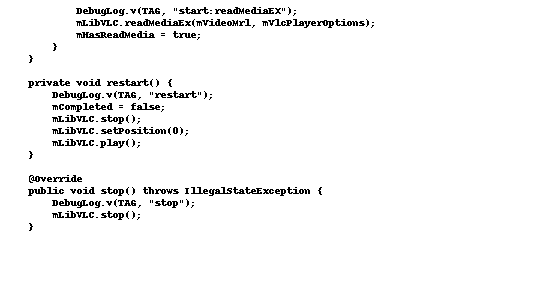 DebugLog.v(TAG, "start:readMediaEX");
mLibVLC.readMediaEx(mVideoMrl, mVlcPlayerOptions);
mHasReadMedia = true;
}
}
private void restart() {
DebugLog.v(TAG, "restart");
mCompleted = false;
mLibVLC.stop();
mLibVLC.setPosition(0);
mLibVLC.play();
}
@Override
public void stop() throws IllegalStateException {
DebugLog.v(TAG, "stop");
mLibVLC.stop();
}